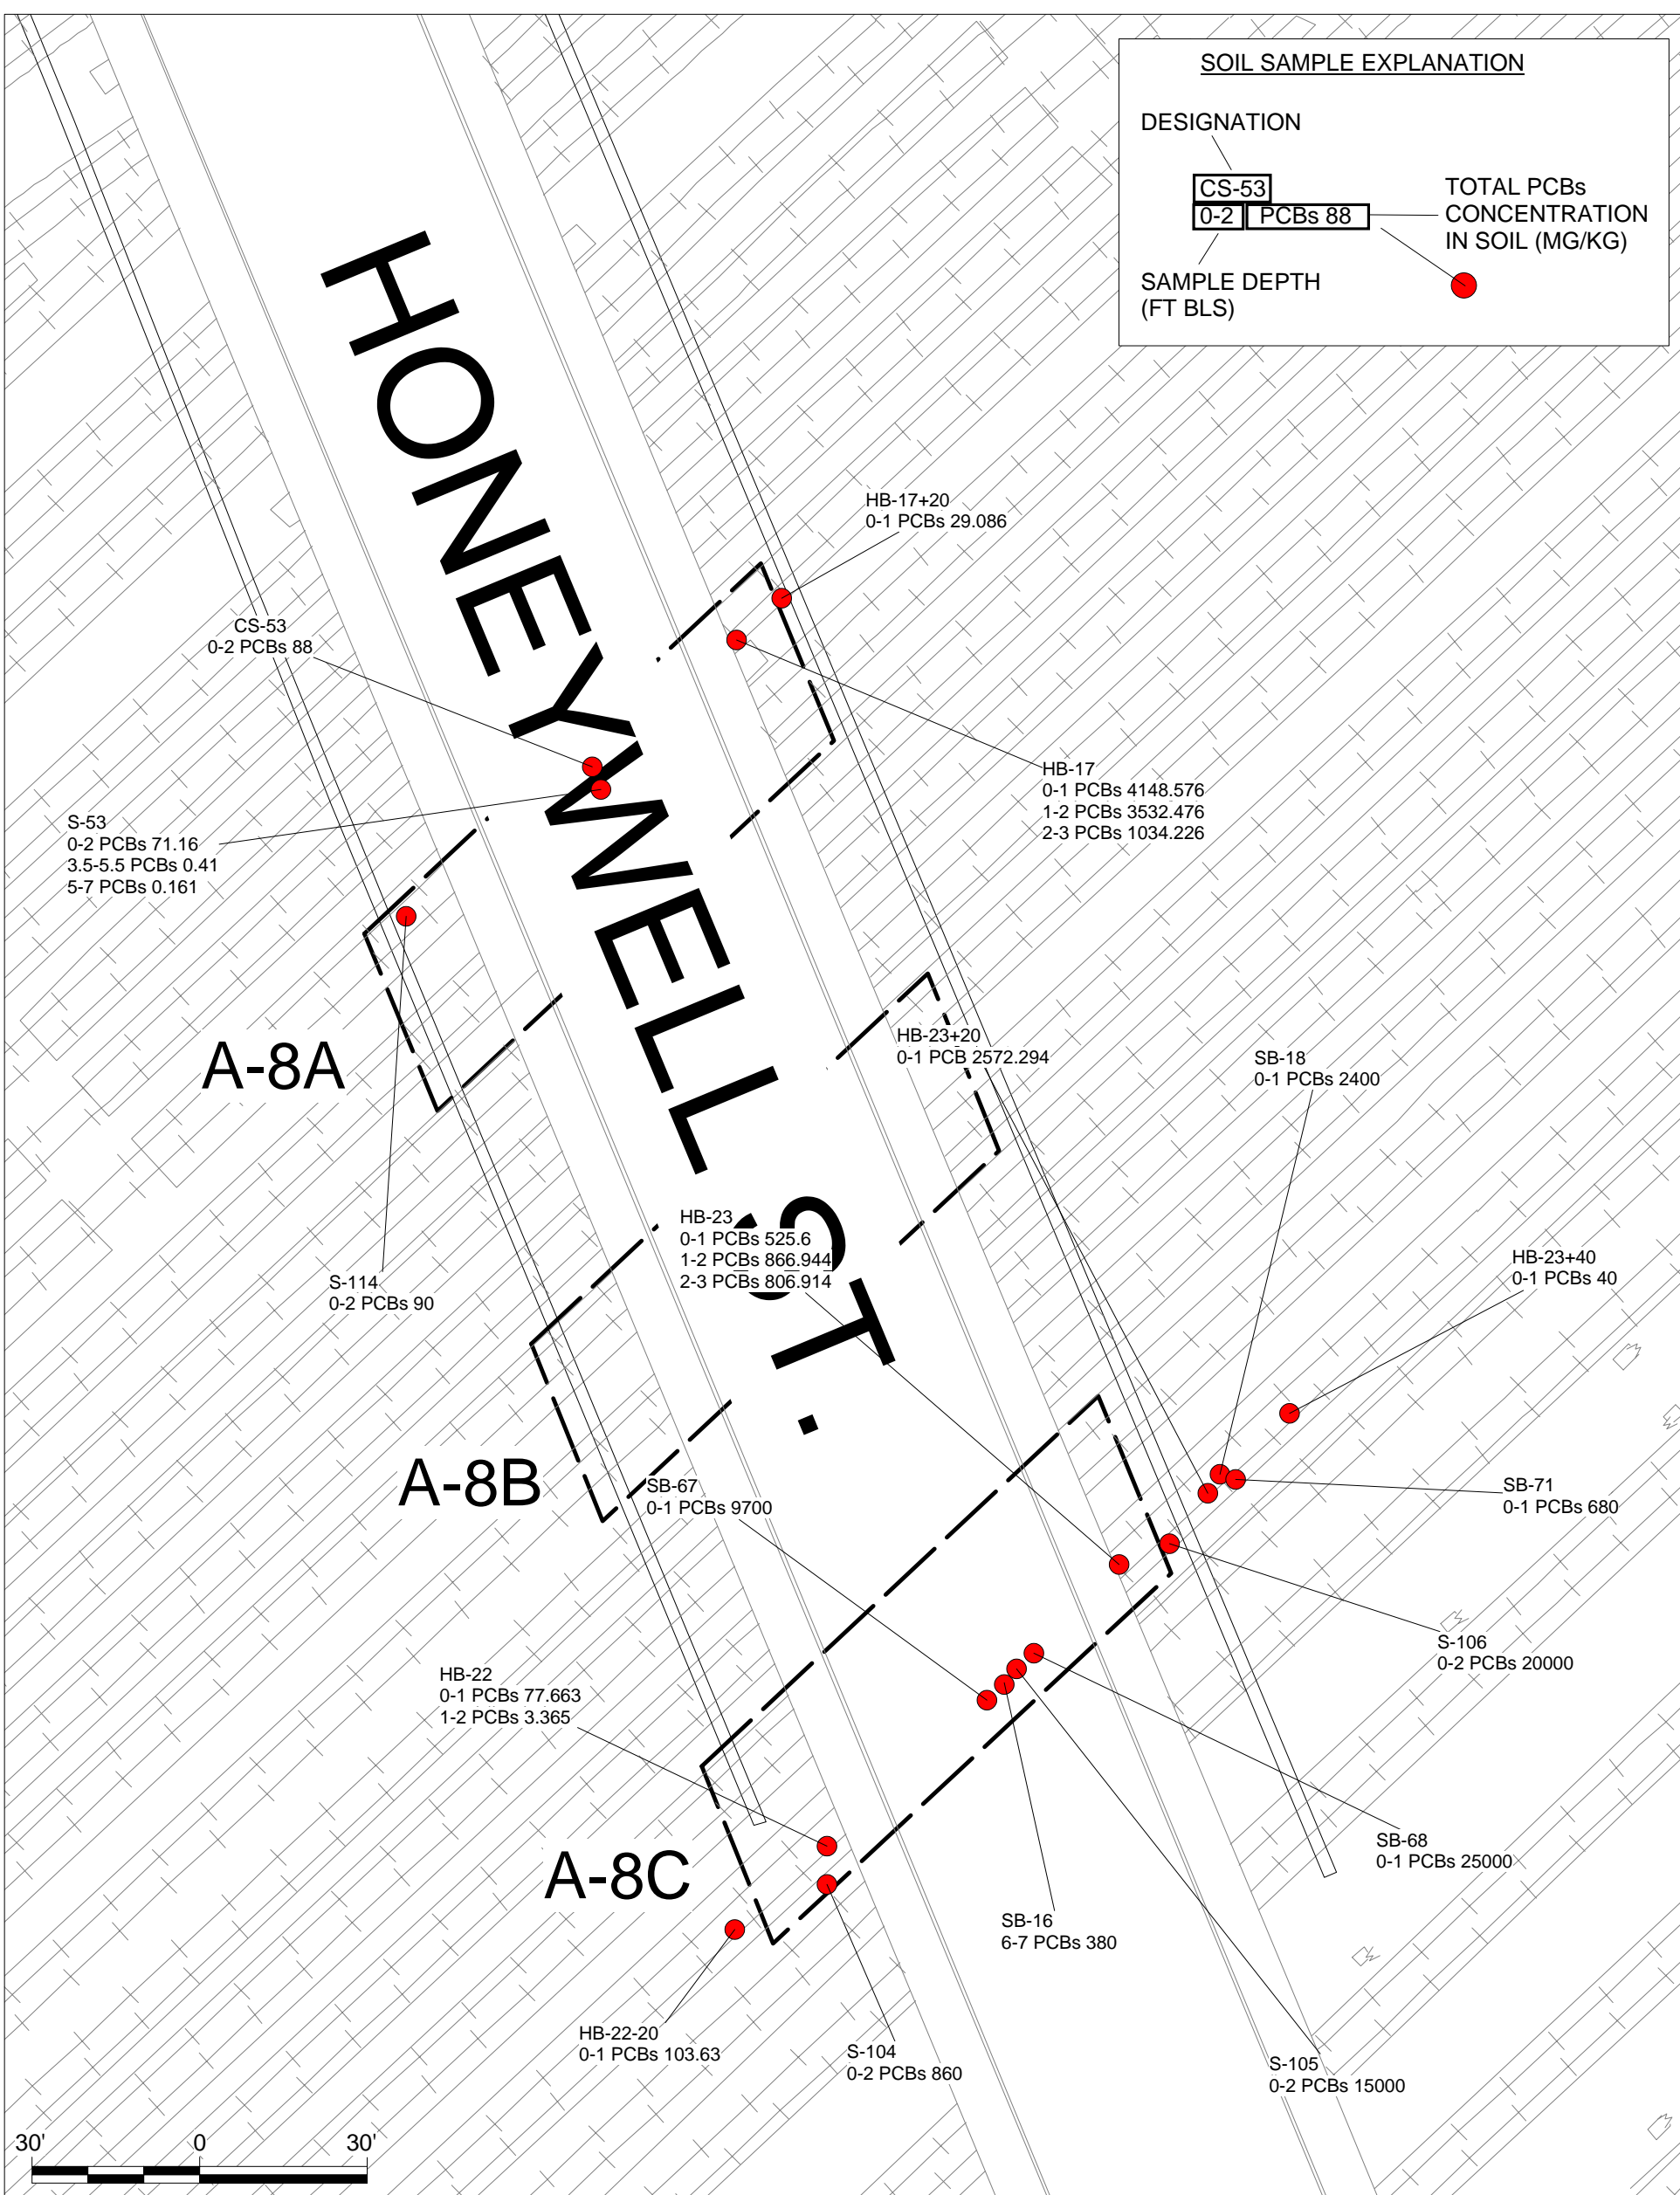 SOIL SAMPLE EXPLANATION
DESIGNATION
CS-53
0-2 PCBs 88
TOTAL PCBs
CONCENTRATION
IN SOIL (MG/KG)
SAMPLE DEPTH
(FT BLS)
HONEYWELL ST.
HB-17+20
0-1 PCBs 29.086
CS-53
0-2 PCBs 88
HB-17
0-1 PCBs 4148.576
1-2 PCBs 3532.476
2-3 PCBs 1034.226
S-53
0-2 PCBs 71.16
3.5-5.5 PCBs 0.41
5-7 PCBs 0.161
A-8A
HB-23+20
0-1 PCB 2572.294
SB-18
0-1 PCBs 2400
HB-23
0-1 PCBs 525.6
1-2 PCBs 866.944
2-3 PCBs 806.914
S-114
0-2 PCBs 90
HB-23+40
0-1 PCBs 40
A-8B
SB-67
0-1 PCBs 9700
SB-71
0-1 PCBs 680
S-106
0-2 PCBs 20000
HB-22
0-1 PCBs 77.663
1-2 PCBs 3.365
SB-68
0-1 PCBs 25000
A-8C
SB-16
6-7 PCBs 380
HB-22-20
0-1 PCBs 103.63
S-104
0-2 PCBs 860
S-105
0-2 PCBs 15000
30' 0 30'